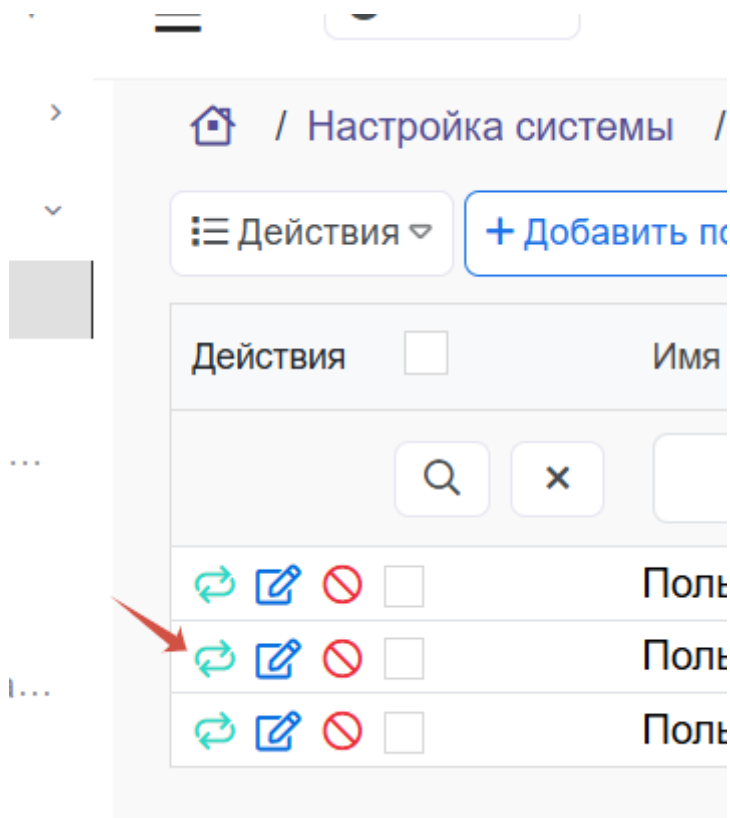 / Настройка системы /
Действия + Добавить по
Действия Имя
...
Поль
Поль
а...
Поль